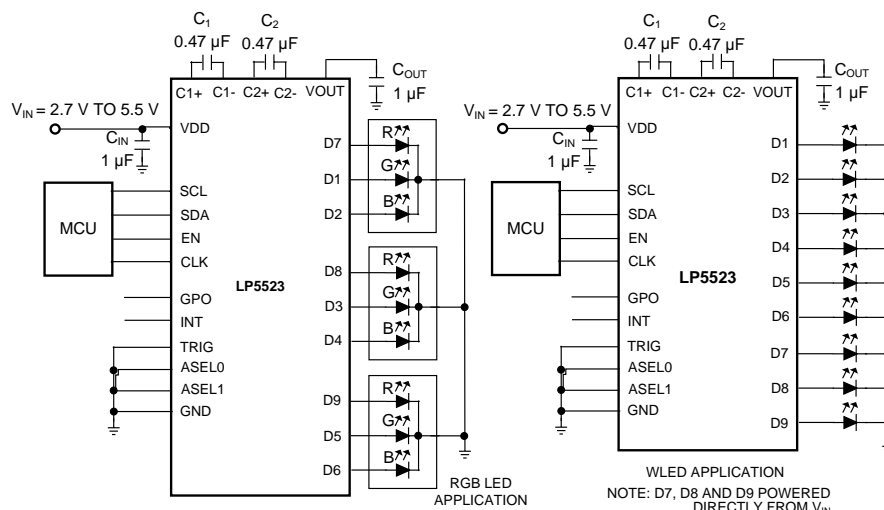 C1
C2
0.47 µF
0.47 µF
C1+
C1-
C2+
C2-
VOUT
COUT
1 µF
VIN = 2.7 V TO 5.5 V
CIN
1 µF
VDD
MCU
SCL
SDA
EN
CLK
GPO
INT
TRIG
ASEL0
ASEL1
GND
LP5523
D7
D1
D2
D8
D3
D4
D9
D5
D6
R
G
B
R
G
B
R
G
B
RGB LED
APPLICATION
C1
C2
0.47 µF
0.47 µF
C1+
C1-
C2+
C2-
VOUT
COUT
1 µF
VIN = 2.7 V TO 5.5 V
CIN
1 µF
VDD
MCU
SCL
SDA
EN
CLK
GPO
INT
TRIG
ASEL0
ASEL1
GND
LP5523
D1
D2
D3
D4
D5
D6
D7
D8
D9
WLED APPLICATION
NOTE: D7, D8 AND D9 POWERED
DIRECTLY FROM VIN